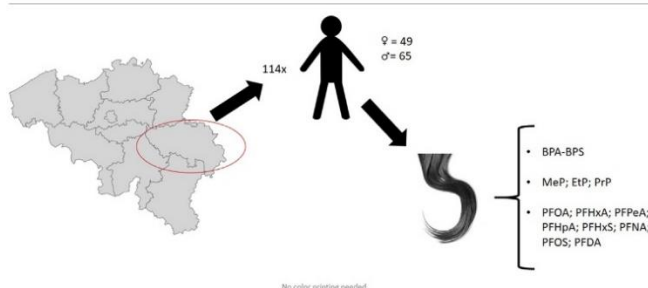 114x
♀ = 49
♂= 65
• BPA-BPS
• MeP; EtP; PrP
• PFOA; PFHxA; PFPeA;
PFHpA; PFHxS; PFNA;
PFOS; PFDA
No color printing needed